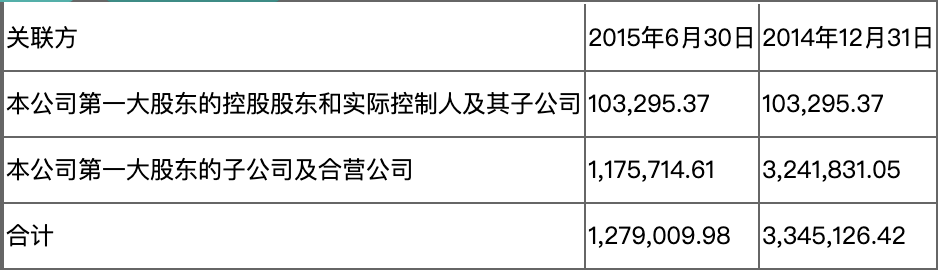 关联方 2015年6月30日 2014年12月31日
本公司第一大股东的控股股东和实际控制人及其子公司 103,295.37 103,295.37
本公司第一大股东的子公司及合营公司 1,175,714.61 3,241,831.05
合计 1,279,009.98 3,345,126.42